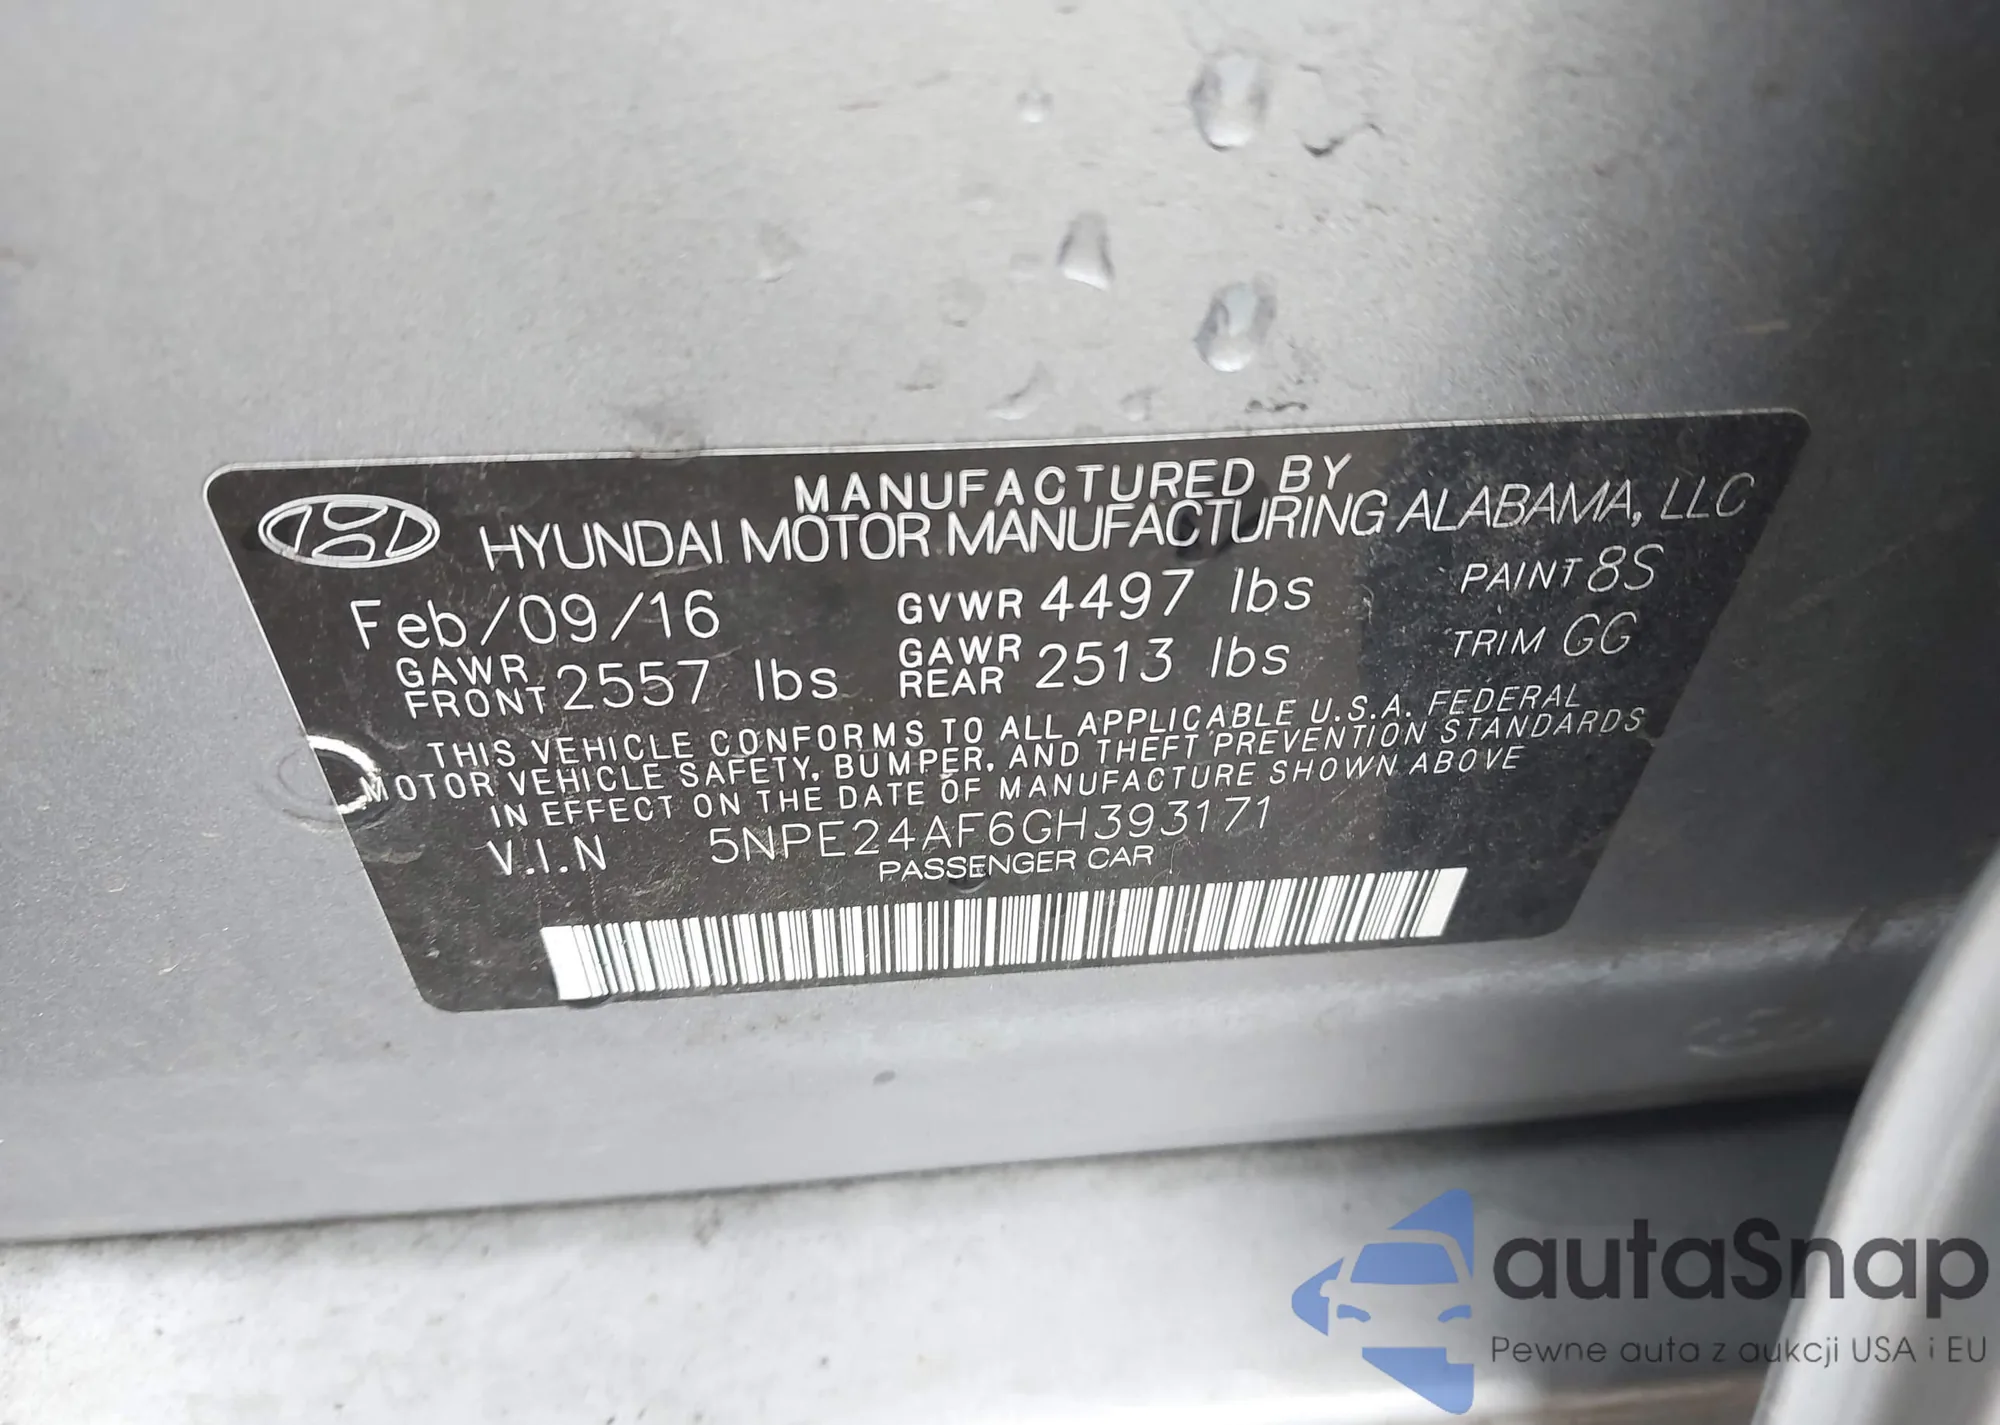 MANUFACTURED BY
HYUNDAI MOTOR MANUFACTURING ALABAMA, LLC
Feb/09/16 GVWR 4497 lbs PAINT 8S
GAWR FRONT 2557 lbs GAWR REAR 2513 lbs TRIM GG
THIS VEHICLE CONFORMS TO ALL APPLICABLE U.S.A. FEDERAL
MOTOR VEHICLE SAFETY, BUMPER, AND THEFT PREVENTION STANDARDS
IN EFFECT ON THE DATE OF MANUFACTURE SHOWN ABOVE
V.I.N 5NPE24AF6GH393171
PASSENGER CAR
autaSnap
Pewne auta z aukcji USA i EU